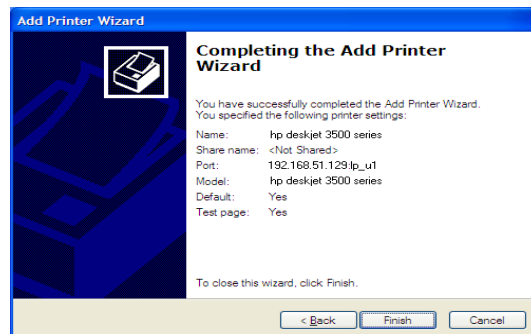 Add Printer Wizard
Completing the Add Printer
Wizard
You have successfully completed the Add Printer Wizard.
You specified the following printer settings:
Name: hp deskjet 3500 series
Share name: <Not Shared>
Port: 192.168.51.129:lp_u1
Model: hp deskjet 3500 series
Default: Yes
Test page: Yes
To close this wizard, click Finish.
< Back Finish Cancel